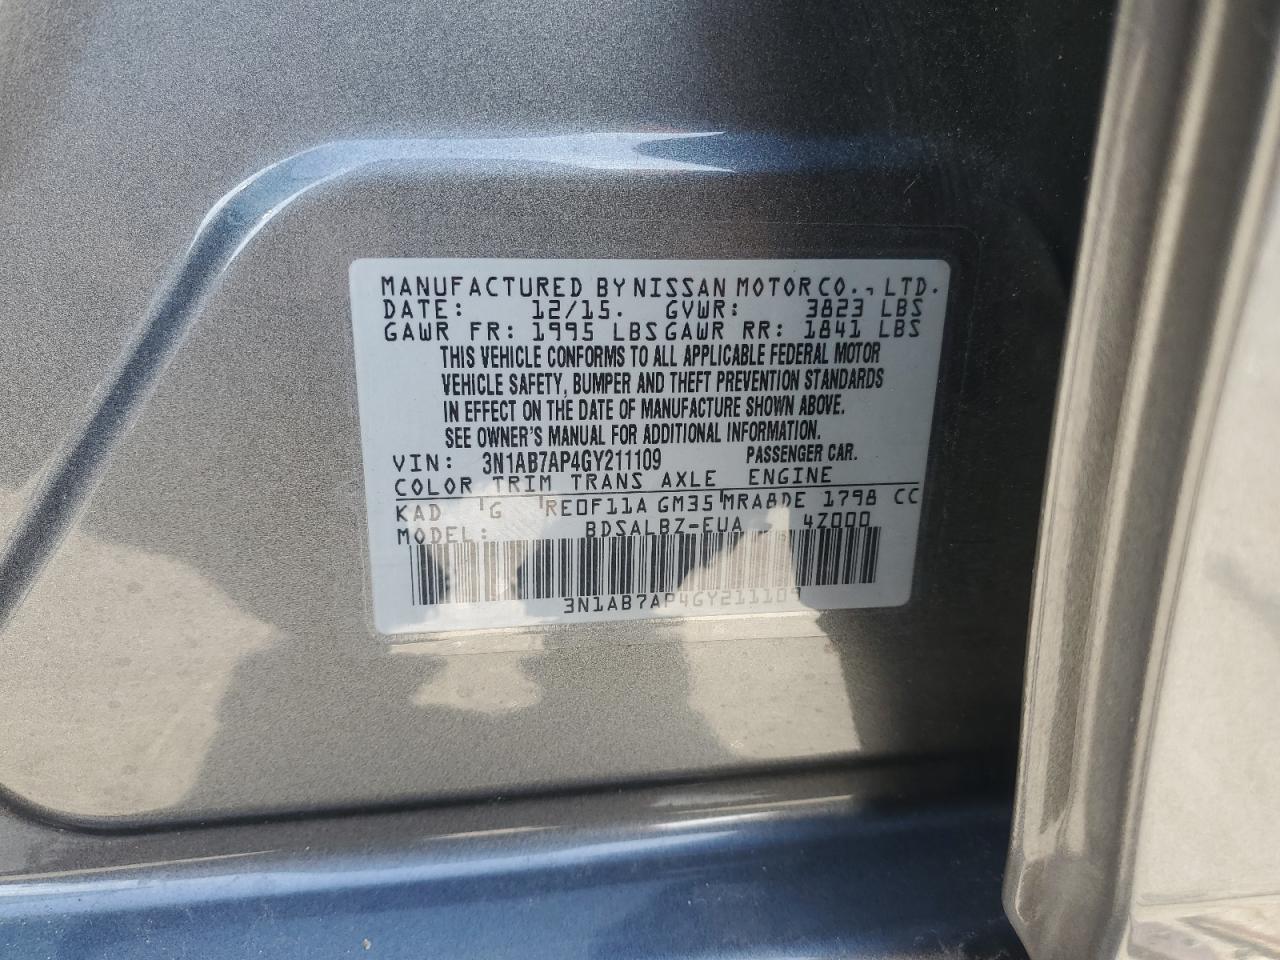 MANUFACTURED BY NISSAN MOTOR CO., LTD.
DATE: 12/15. GVWR: 3823 LBS
GAWR FR: 1995 LBS GAWR RR: 1841 LBS
THIS VEHICLE CONFORMS TO ALL APPLICABLE FEDERAL MOTOR
VEHICLE SAFETY, BUMPER AND THEFT PREVENTION STANDARDS
IN EFFECT ON THE DATE OF MANUFACTURE SHOWN ABOVE.
SEE OWNER'S MANUAL FOR ADDITIONAL INFORMATION.
VIN: 3N1AB7AP4GY211109 PASSENGER CAR.
COLOR TRIM TRANS AXLE ENGINE
KAD G RE0F11A GM35 MRA8DE 1798 CC
MODEL: BDSALBZ-EUA 4Z000
3N1AB7AP4GY211109